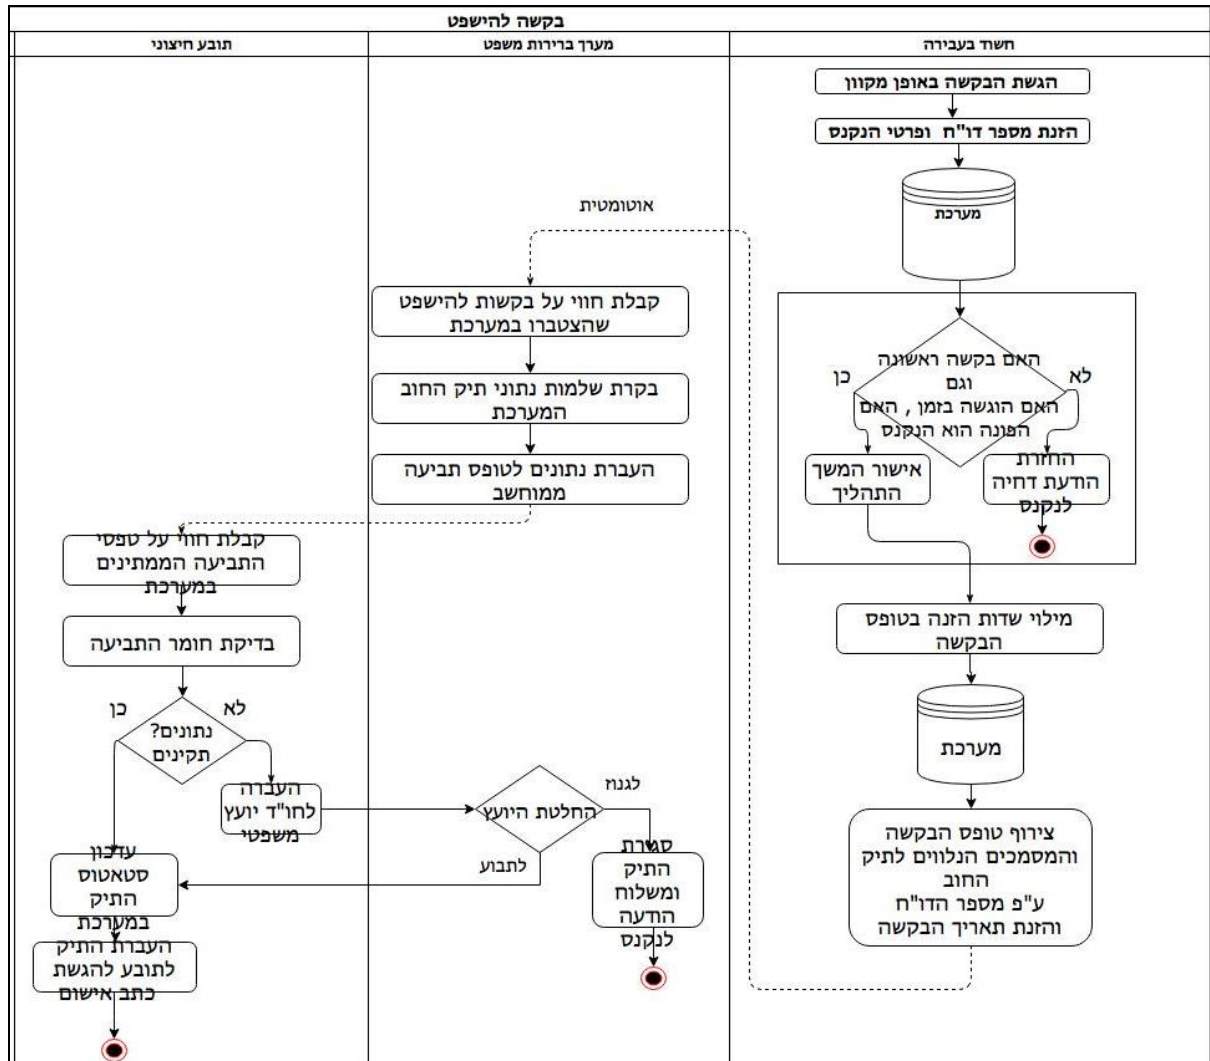 בקשה להישפט
חשוד בעבירה
מערך ברירות משפט
תובע חיצוני
הגשת הבקשה באופן מקוון
הזנת מספר דו"ח ופרטי הנקנס
מערכת
האם בקשה ראשונה
וגם
האם הוגשה בזמן , האם
הפונה הוא הנקנס
לא
כן
החזרת
הודעת דחיה
לנקנס
אישור המשך
התהליך
מילוי שדות הזנה בטופס
הבקשה
מערכת
צירוף טופס הבקשה
והמסמכים הנלווים לתיק
החוב
ע"פ מספר הדו"ח
והזנת תאריך הבקשה
אוטומטית
קבלת חווי על בקשות להישפט
שהצטברו במערכת
בקרת שלמות נתוני תיק החוב
המערכת
העברת נתונים לטופס תביעה
ממוחשב
קבלת חווי על טפסי
התביעה הממתינים
במערכת
בדיקת חומר התביעה
נתונים?
תקינים
לא
כן
העברה
לחו"ד יועץ
משפטי
החלטת היועץ
לגנוז
לתבוע
סגירת
התיק
ומשלוח
הודעה
לנקנס
עדכון
סטאטוס
התיק
במערכת
העברת התיק
לתובע להגשת
כתב אישום